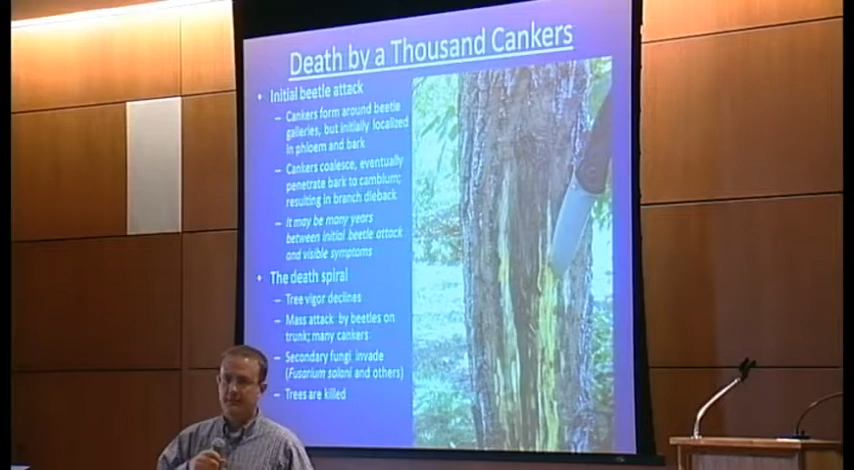 Death by a Thousand Cankers
• Initial beetle attack
– Cankers form around beetle
galleries, but initially localized
in phloem and bark
– Cankers coalesce, eventually
penetrate bark to cambium;
resulting in branch dieback
– It may be many years
between initial beetle attack
and visible symptoms
• The death spiral
– Tree vigor declines
– Mass attack by beetles on
trunk; many cankers
– Secondary fungi invade
(Fusarium solani and others)
– Trees are killed